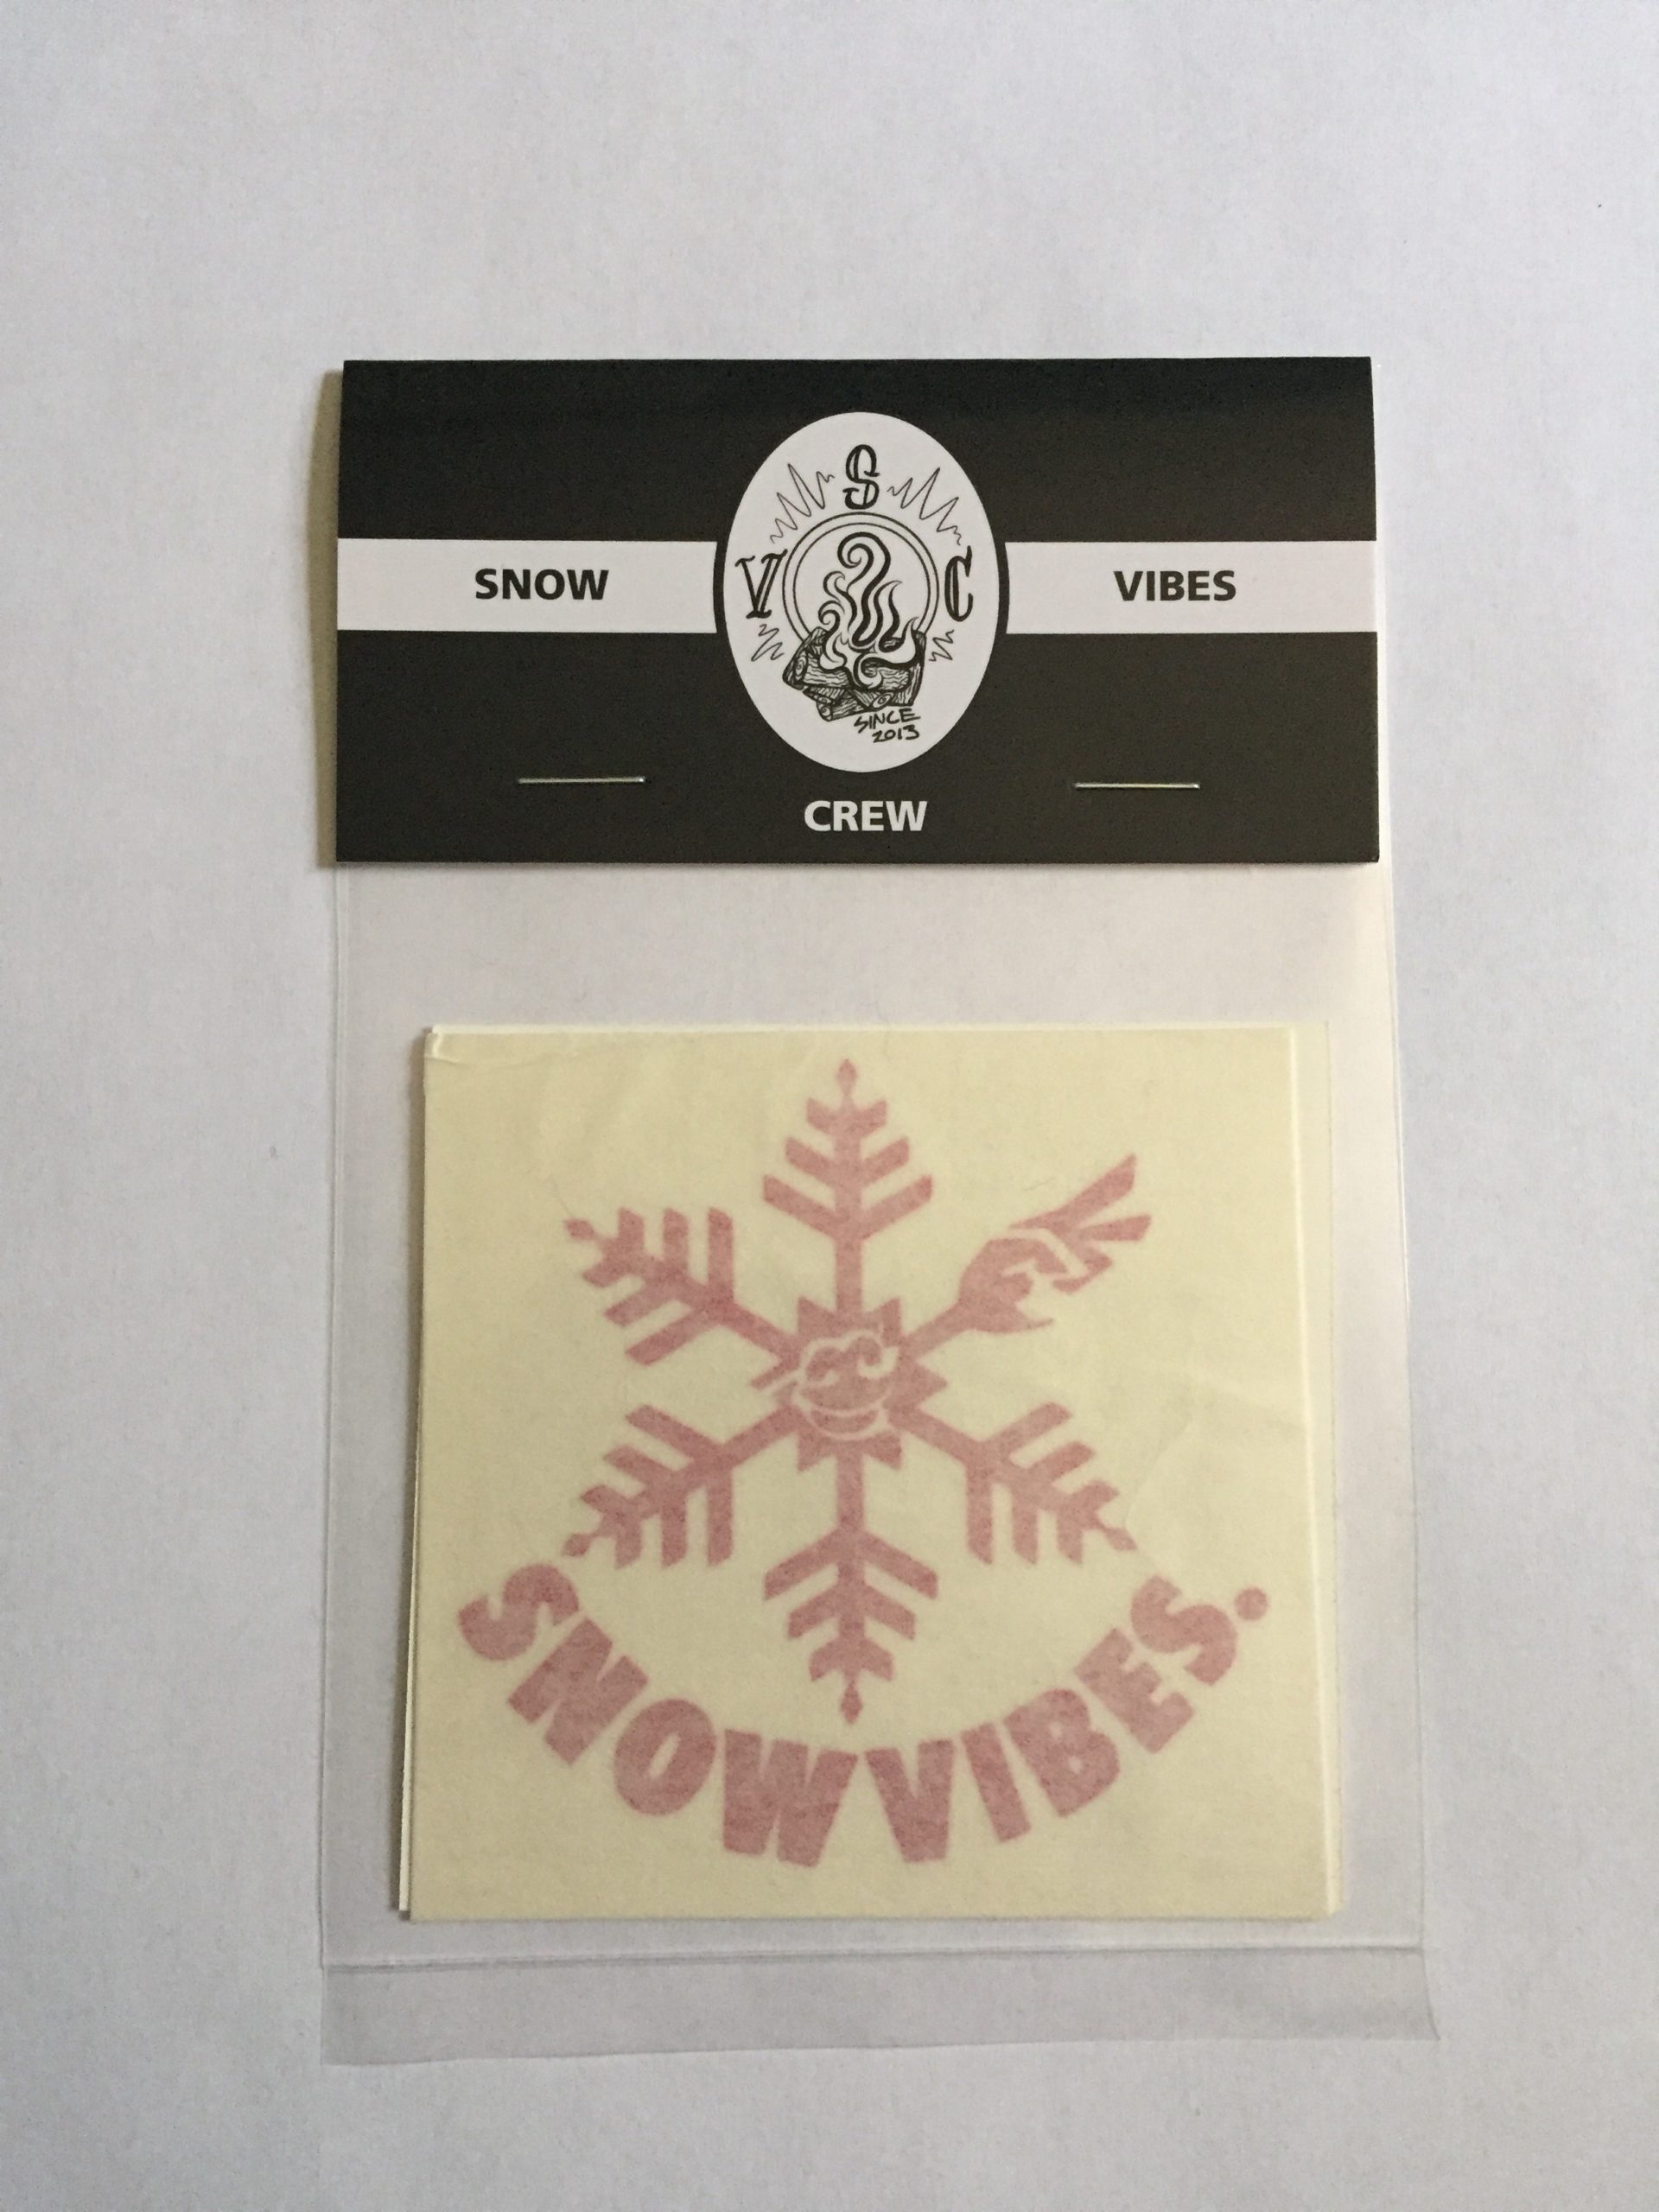 S
V C
SNOW VIBES
SINCE
2013
CREW
SNOWVIBES.